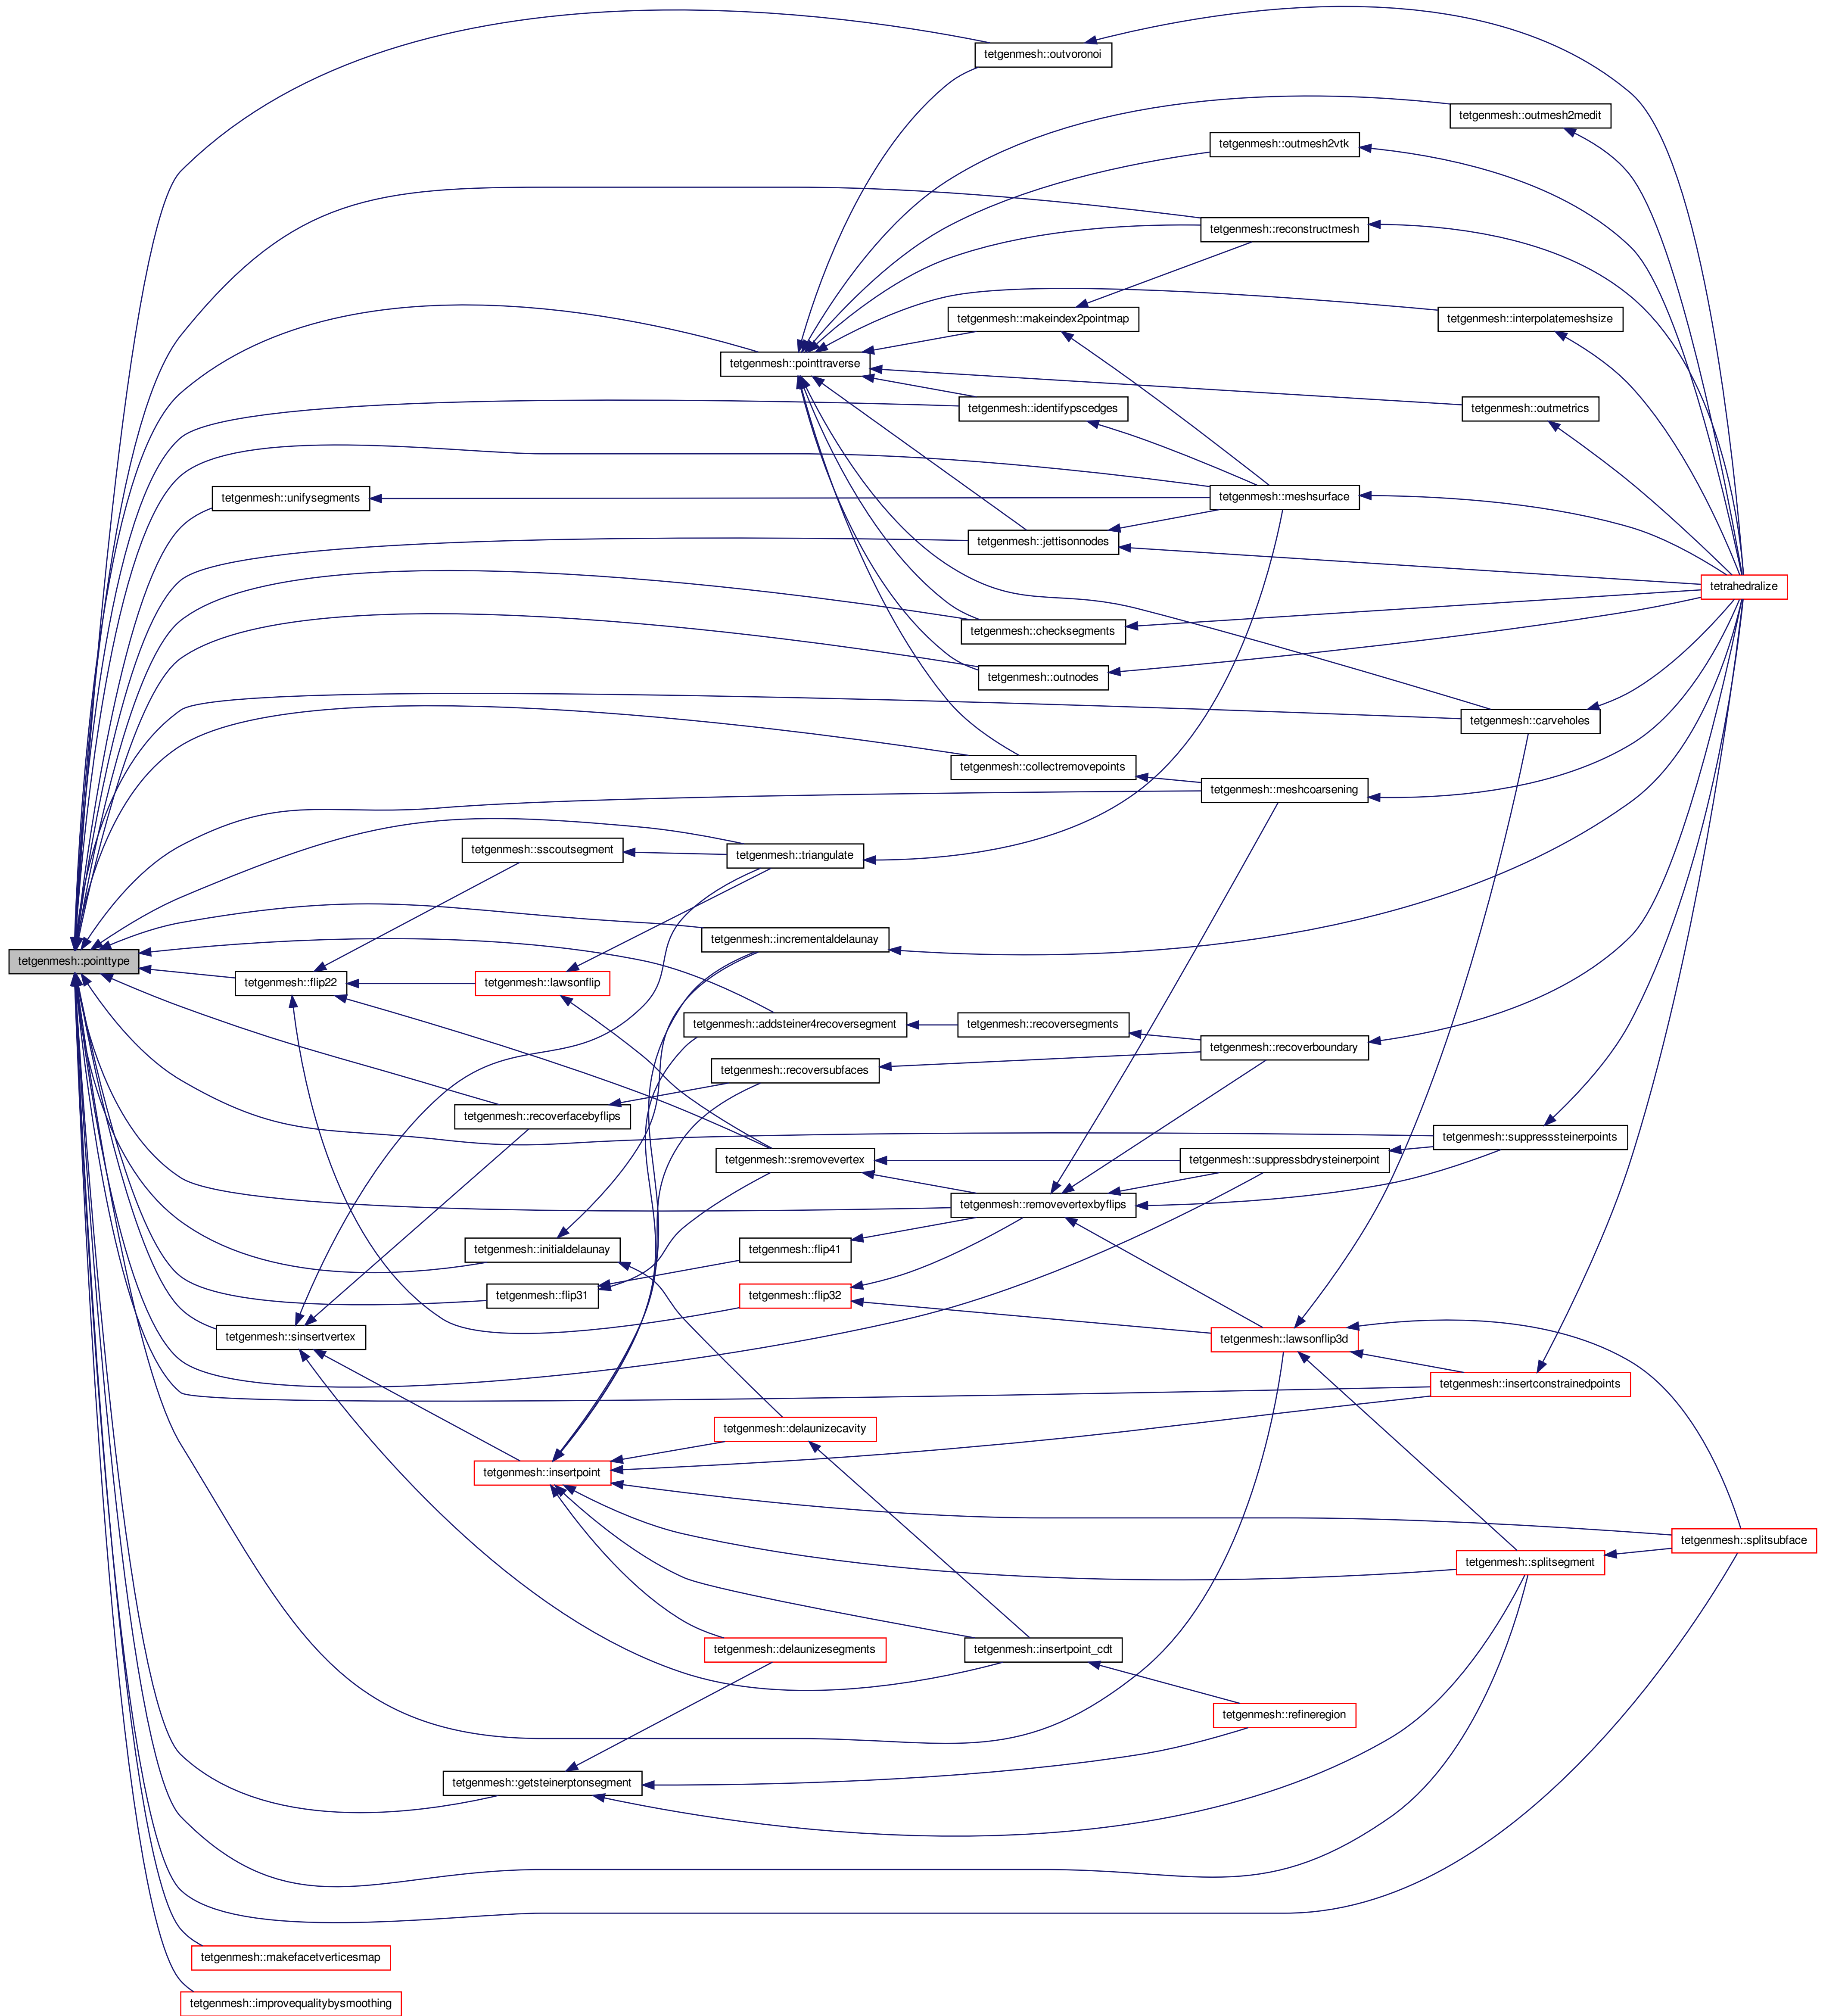 tetgenmesh::outvoronoi
tetgenmesh::outmesh2medit
tetgenmesh::outmesh2vtk
tetgenmesh::reconstructmesh
tetgenmesh::makeindex2pointmap
tetgenmesh::interpolatemeshsize
tetgenmesh::pointtraverse
tetgenmesh::identifypscedges
tetgenmesh::outmetrics
tetgenmesh::unifysegments
tetgenmesh::meshsurface
tetgenmesh::jettisonnodes
tetrahedralize
tetgenmesh::checksegments
tetgenmesh::outnodes
tetgenmesh::carveholes
tetgenmesh::collectremovepoints
tetgenmesh::meshcoarsening
tetgenmesh::sscoutsegment
tetgenmesh::triangulate
tetgenmesh::incrementaldelaunay
tetgenmesh::pointtype
tetgenmesh::flip22
tetgenmesh::lawsonflip
tetgenmesh::addsteiner4recoversegment
tetgenmesh::recoversegments
tetgenmesh::recoverboundary
tetgenmesh::recoversubfaces
tetgenmesh::recoverfacebyflips
tetgenmesh::suppresssteinerpoints
tetgenmesh::sremovevertex
tetgenmesh::suppressbdrysteinerpoint
tetgenmesh::removevertexbyflips
tetgenmesh::initialdelaunay
tetgenmesh::flip41
tetgenmesh::flip31
tetgenmesh::flip32
tetgenmesh::sinsertvertex
tetgenmesh::lawsonflip3d
tetgenmesh::insertconstrainedpoints
tetgenmesh::delaunizecavity
tetgenmesh::insertpoint
tetgenmesh::splitsubface
tetgenmesh::splitsegment
tetgenmesh::delaunizesegments
tetgenmesh::insertpoint_cdt
tetgenmesh::refineregion
tetgenmesh::getsteinerptonsegment
tetgenmesh::makefacetverticesmap
tetgenmesh::improvequalitybysmoothing